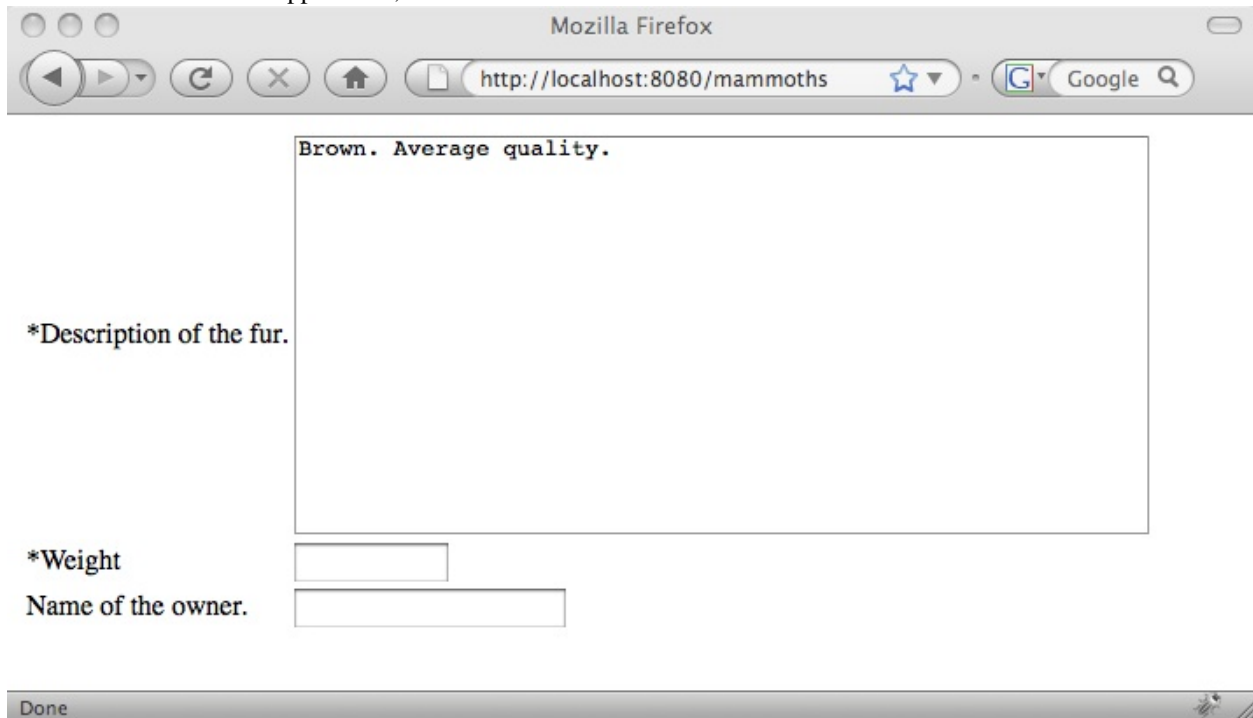 Mozilla Firefox
http://localhost:8080/mammoths
G Google
Brown. Average quality.
*Description of the fur.
*Weight
Name of the owner.
Done